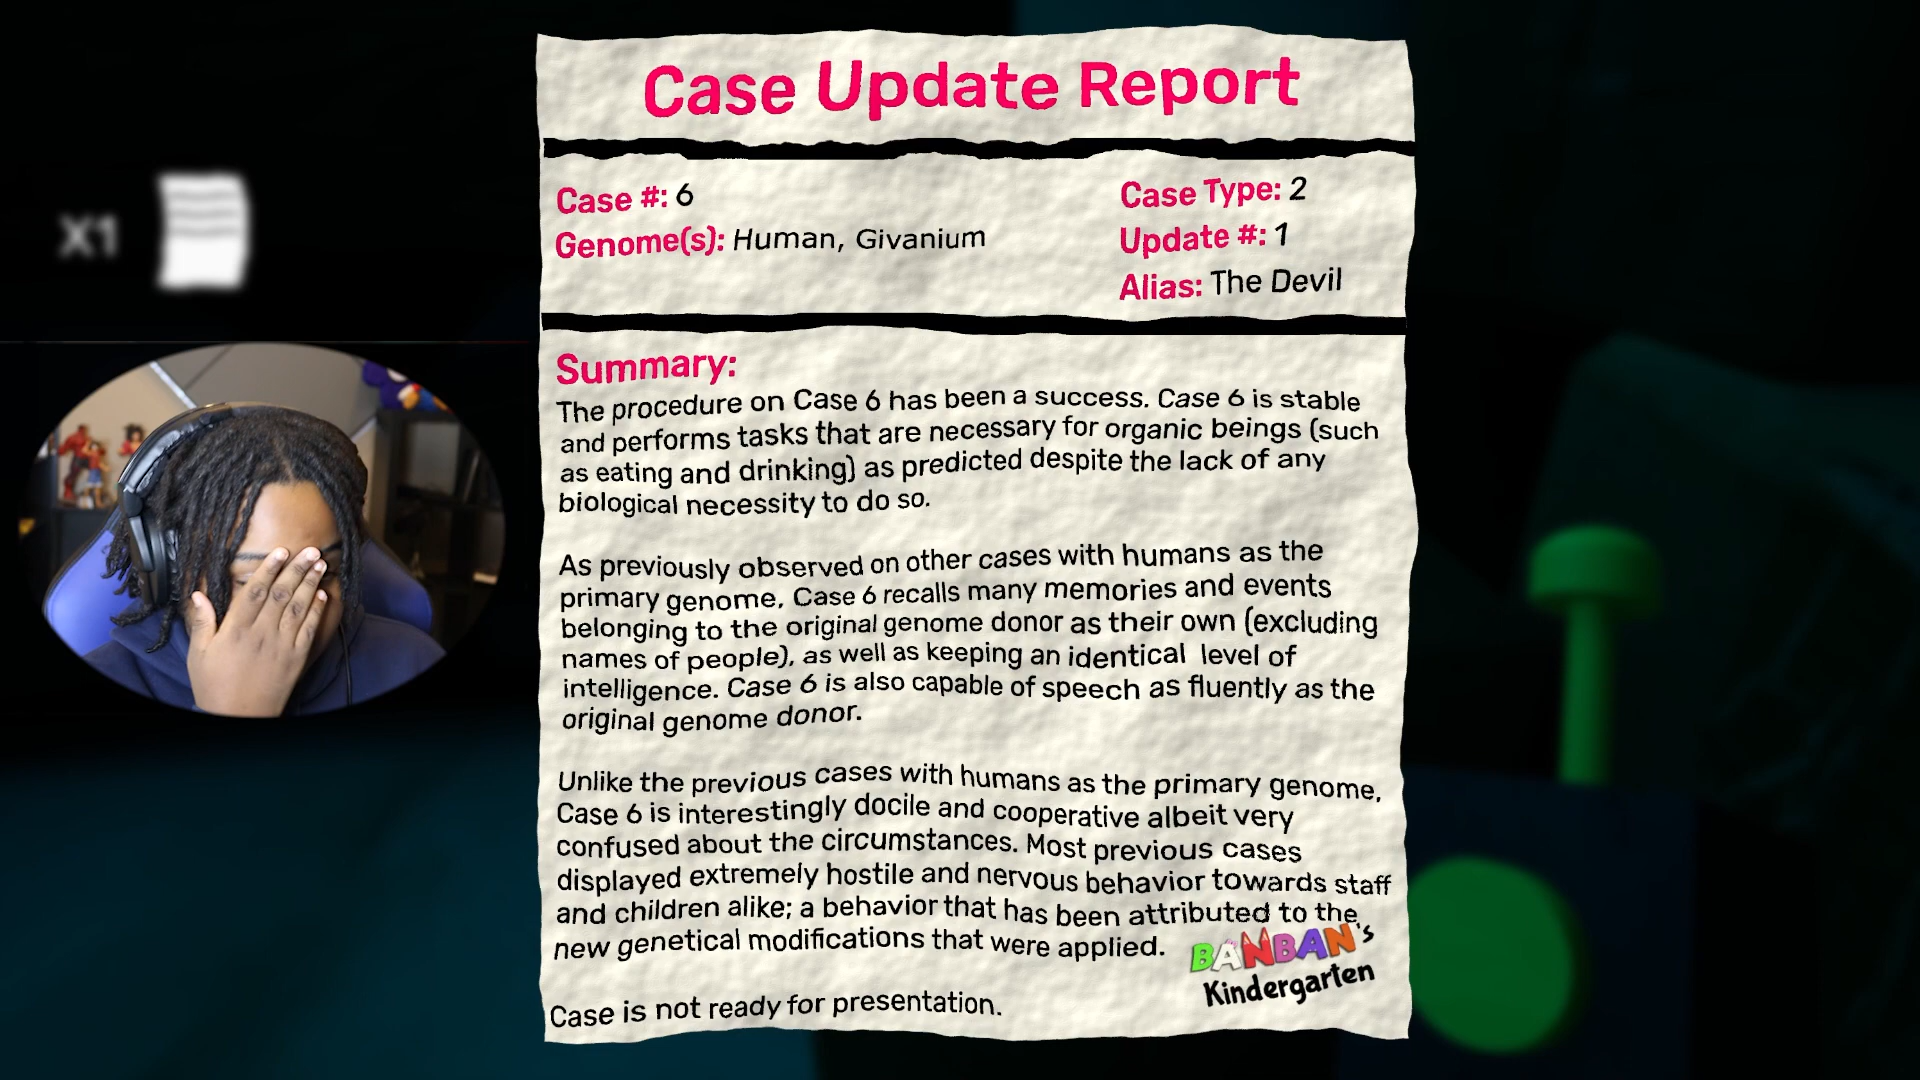 Case Update Report
X1
Case #: 6
Genome(s): Human, Givanium
Case Type: 2
Update #: 1
Alias: The Devil
Summary:
The procedure on Case 6 has been a success. Case 6 is stable
and performs tasks that are necessary for organic beings (such
as eating and drinking) as predicted despite the lack of any
biological necessity to do so.
As previously observed on other cases with humans as the
primary genome, Case 6 recalls many memories and events
belonging to the original genome donor as their own (excluding
names of people), as well as keeping an identical level of
intelligence. Case 6 is also capable of speech as fluently as the
original genome donor.
Unlike the previous cases with humans as the primary genome,
Case 6 is interestingly docile and cooperative albeit very
confused about the circumstances. Most previous cases
displayed extremely hostile and nervous behavior towards staff
and children alike; a behavior that has been attributed to the
new genetical modifications that were applied.
BANBAN's
Kindergarten
Case is not ready for presentation.